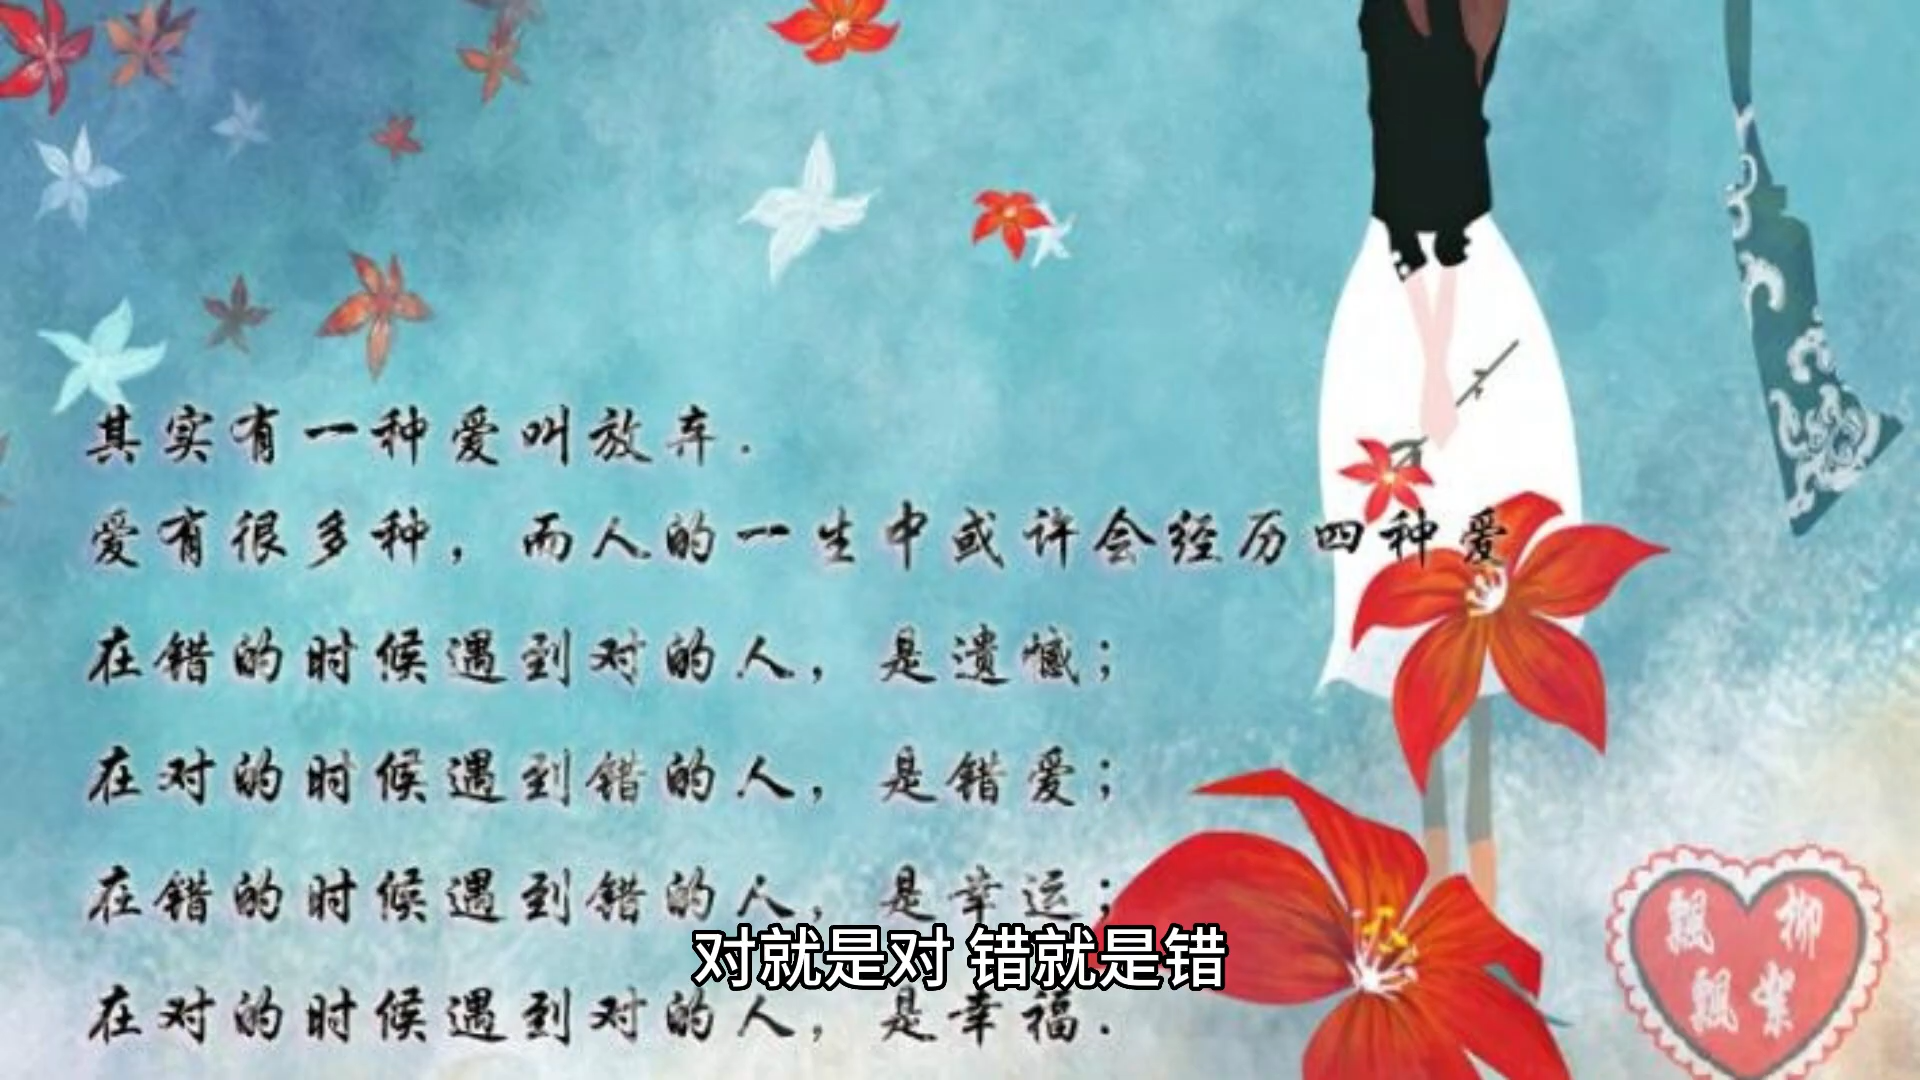 其实有一种爱叫放弃.
爱有很多种，而人的一生中或许会经历四种爱
在错的时候遇到对的人，是遗憾；
在对的时候遇到错的人，是错爱；
在错的时候遇到错的人，是幸运；
对就是对 错就是错
在对的时候遇到对的人，是幸福.
柳絮
飘飘